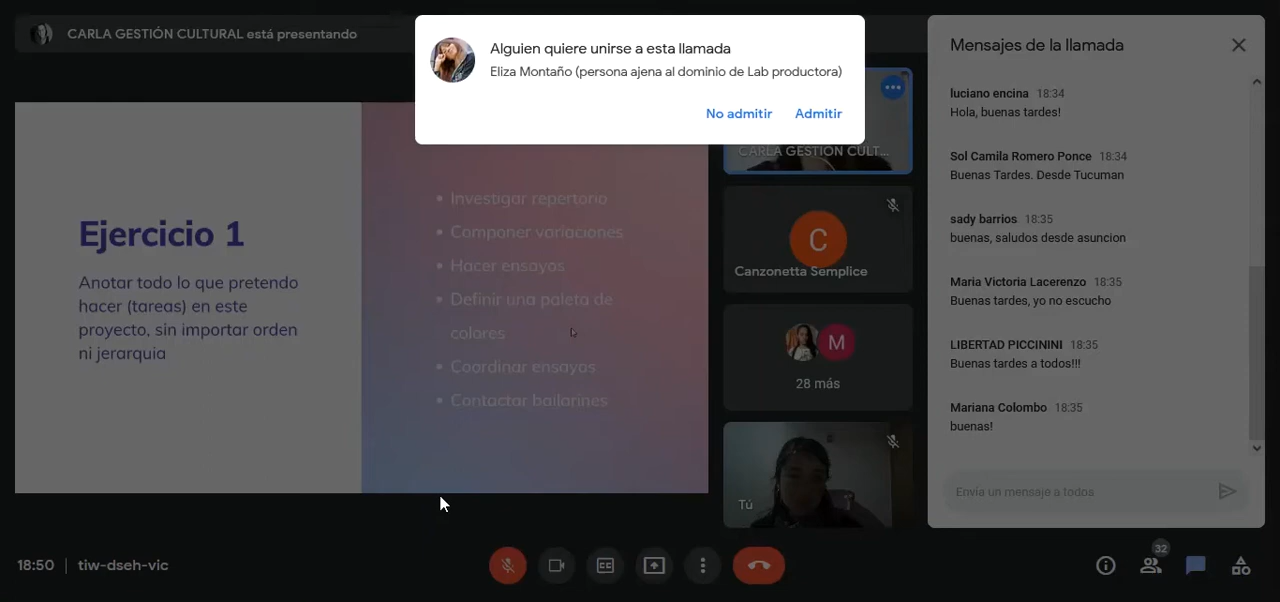 CARLA GESTIÓN CULTURAL está presentando
Alguien quiere unirse a esta llamada
Eliza Montaño (persona ajena al dominio de Lab productora)
No admitir
Admitir
Ejercicio 1
Anotar todo lo que pretendo
hacer (tareas) en este
proyecto, sin importar orden
ni jerarquia
• Investigar repertorio
• Componer variaciones
• Hacer ensayos
• Definir una paleta de
colores
• Coordinar ensayos
• Contactar bailarines
CARLA GESTIÓN CULT...
C
Canzonetta Semplice
M
28 más
Tú
Mensajes de la llamada
luciano encina 18:34
Hola, buenas tardes!
Sol Camila Romero Ponce 18:34
Buenas Tardes. Desde Tucuman
sady barrios 18:35
buenas, saludos desde asuncion
Maria Victoria Lacerenzo 18:35
Buenas tardes, yo no escucho
LIBERTAD PICCININI 18:35
Buenas tardes a todos!!!
Mariana Colombo 18:35
buenas!
Envía un mensaje a todos
18:50 | tiw-dseh-vic
32